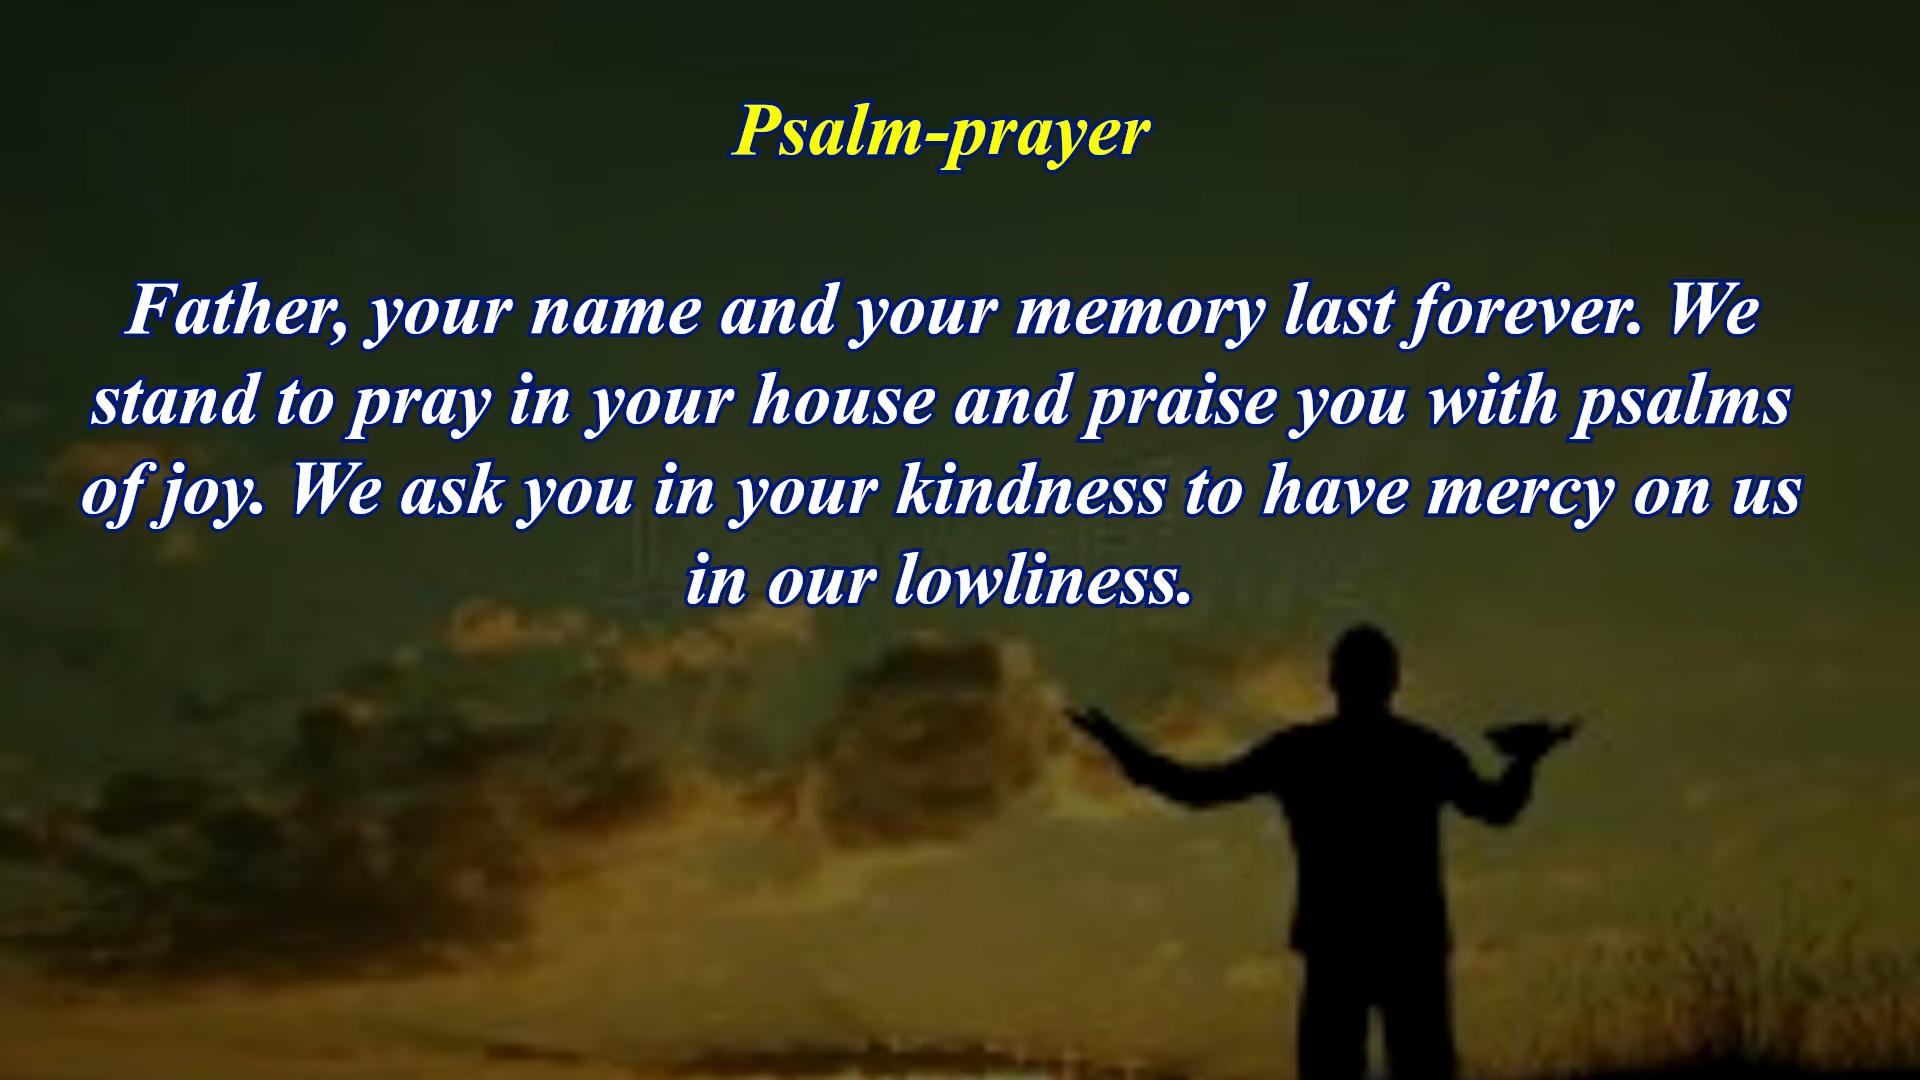 Psalm-prayer
Father, your name and your memory last forever. We
stand to pray in your house and praise you with psalms
of joy. We ask you in your kindness to have mercy on us
in our lowliness.